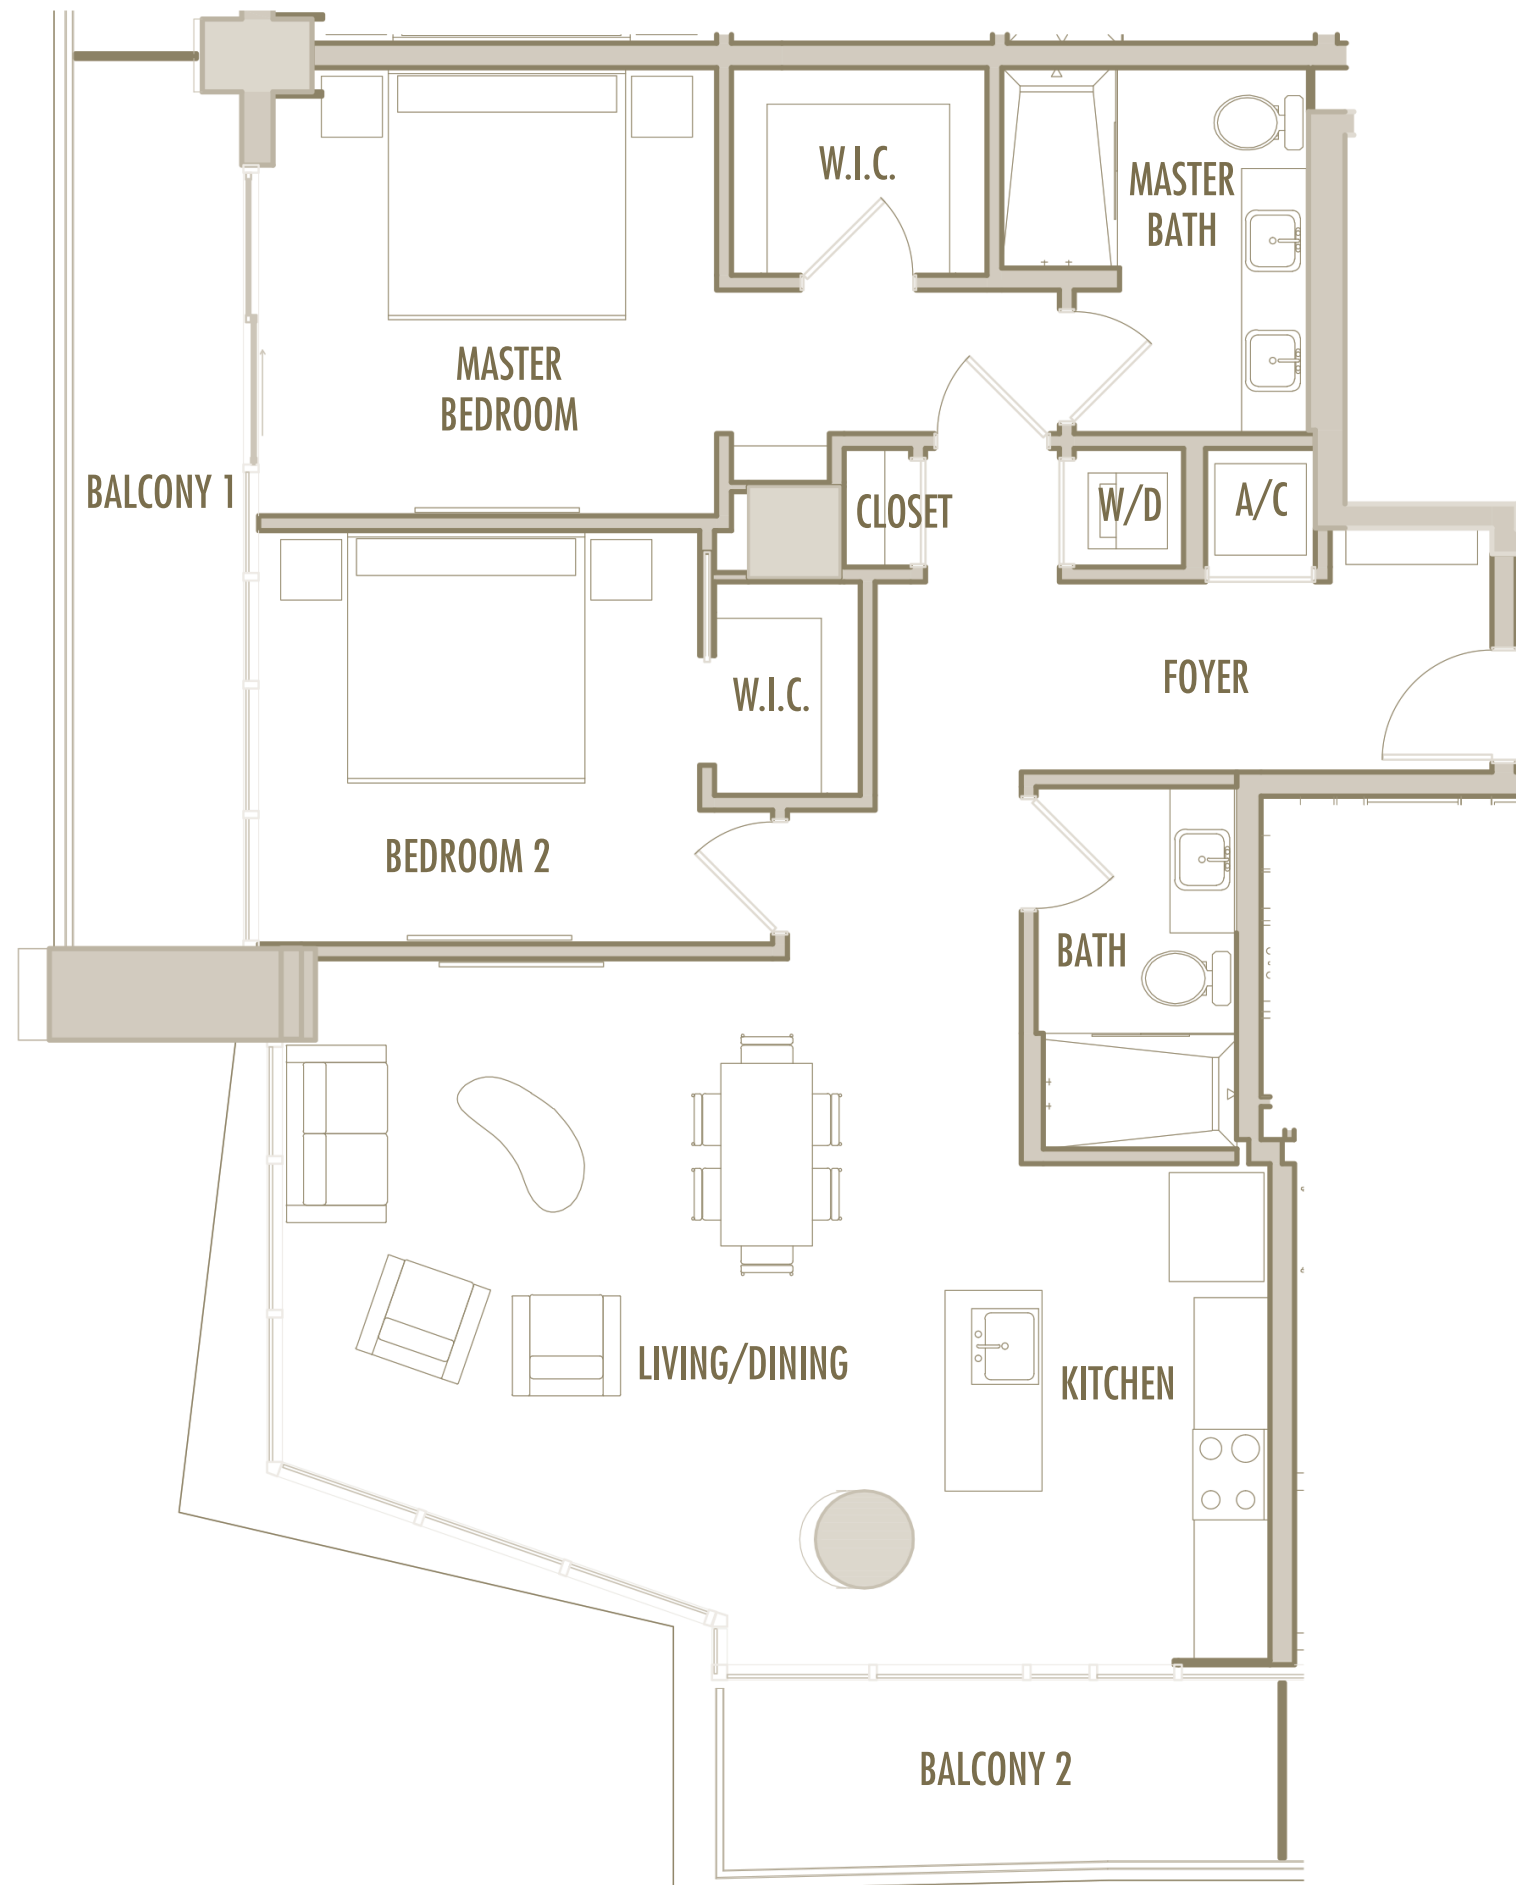 W.I.C.
MASTER
BATH
MASTER
BEDROOM
BALCONY 1
CLOSET
W/D
A/C
FOYER
W.I.C.
BEDROOM 2
BATH
LIVING/DINING
KITCHEN
BALCONY 2